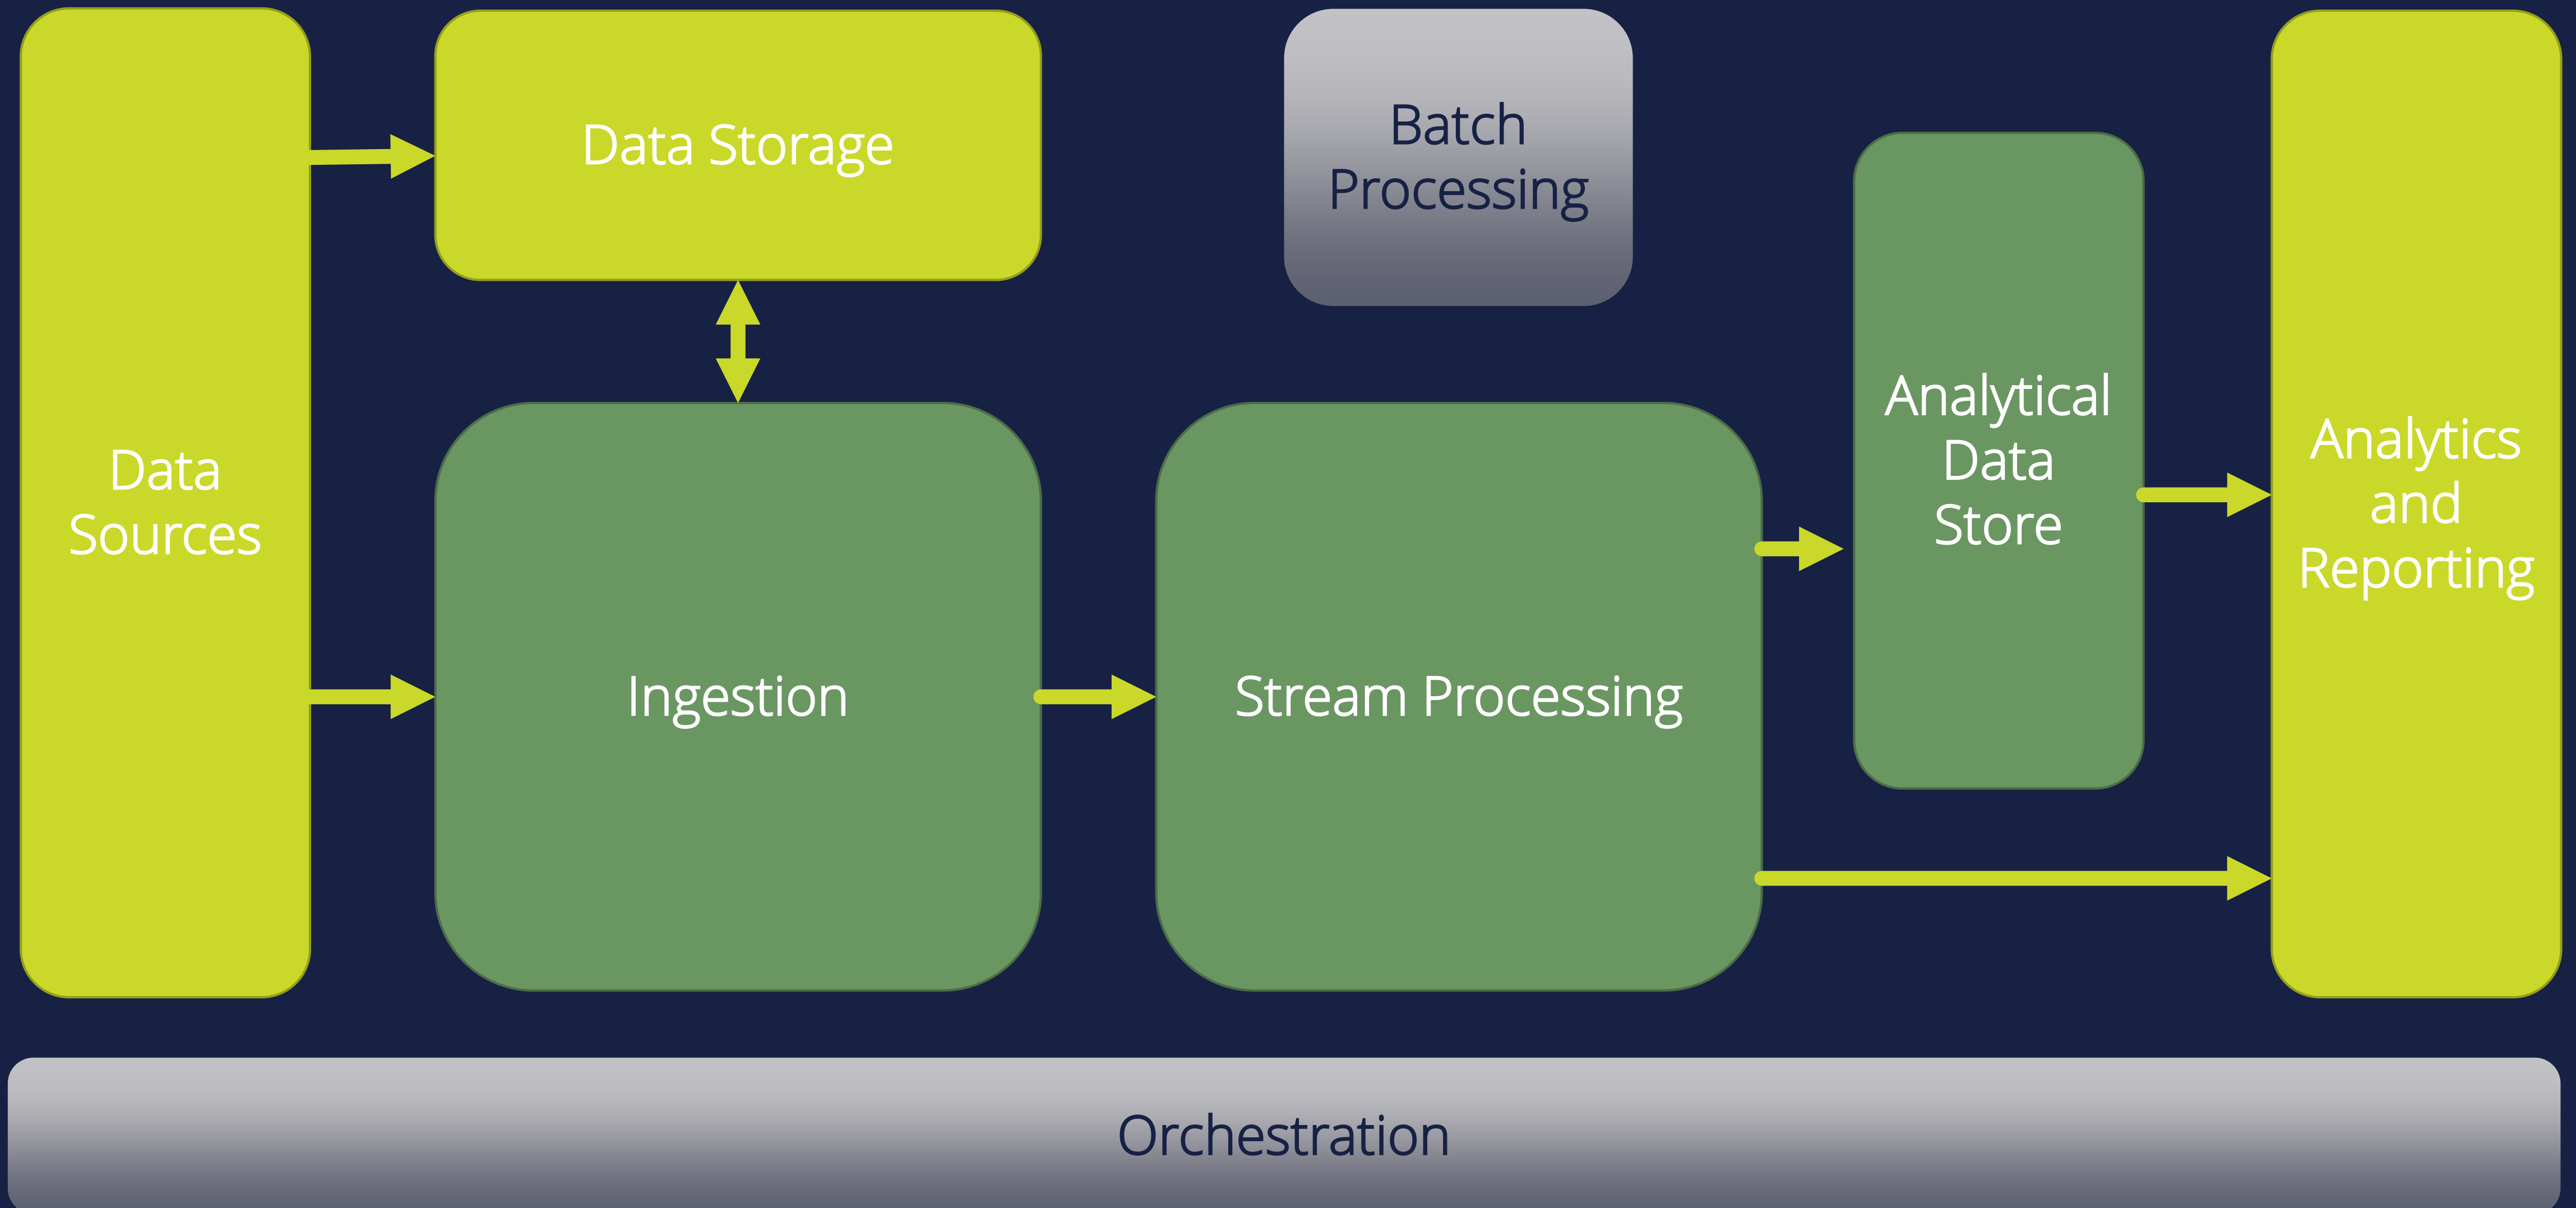 Data
Sources
Data Storage
Ingestion
Batch
Processing
Stream Processing
Analytical
Data
Store
Analytics
and
Reporting
Orchestration